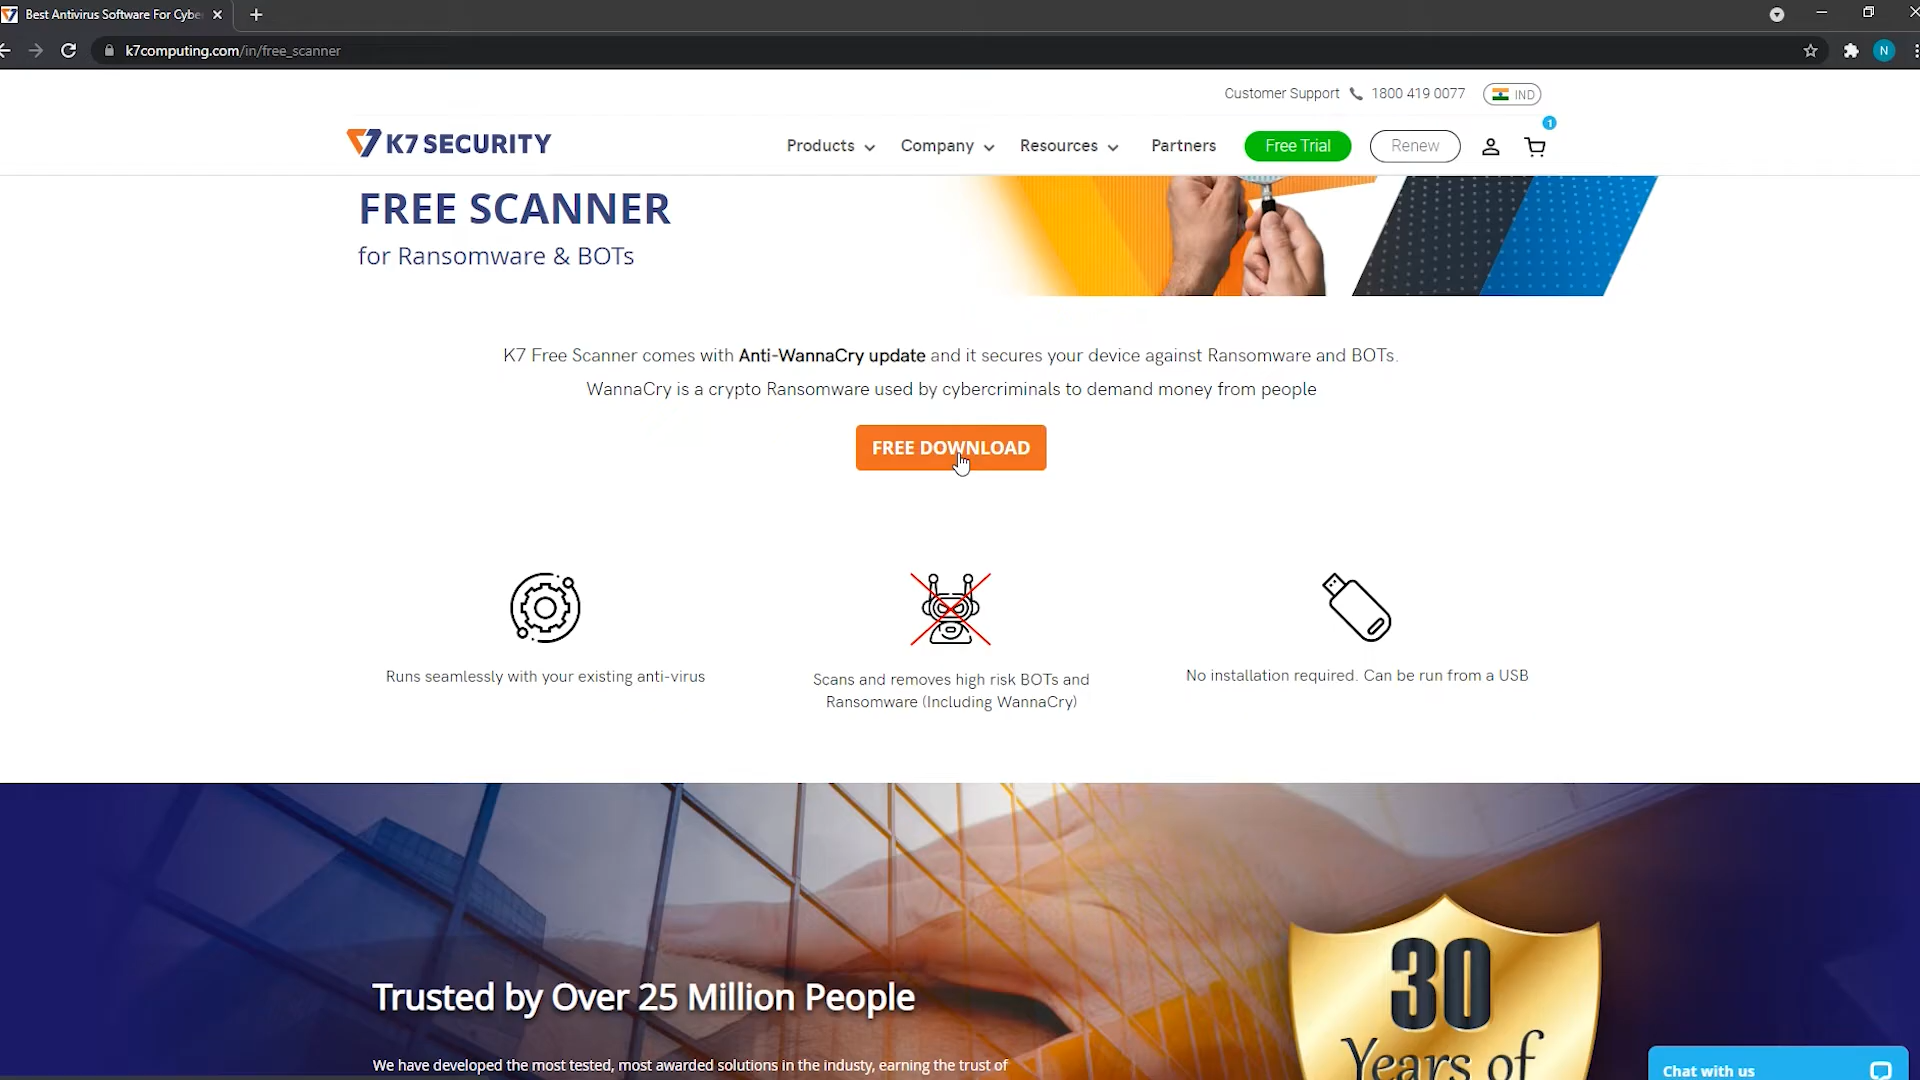 Best Antivirus Software For Cybe
k7computing.com/in/free_scanner
N
Customer Support 1800 419 0077 IND
1
K7 SECURITY
Products Company Resources Partners Free Trial Renew
FREE SCANNER
for Ransomware & BOTs
K7 Free Scanner comes with Anti-WannaCry update and it secures your device against Ransomware and BOTs.
WannaCry is a crypto Ransomware used by cybercriminals to demand money from people
FREE DOWNLOAD
Runs seamlessly with your existing anti-virus
Scans and removes high risk BOTs and
Ransomware (Including WannaCry)
No installation required. Can be run from a USB
Trusted by Over 25 Million People
We have developed the most tested, most awarded solutions in the industy, earning the trust of
30
Years of
Chat with us